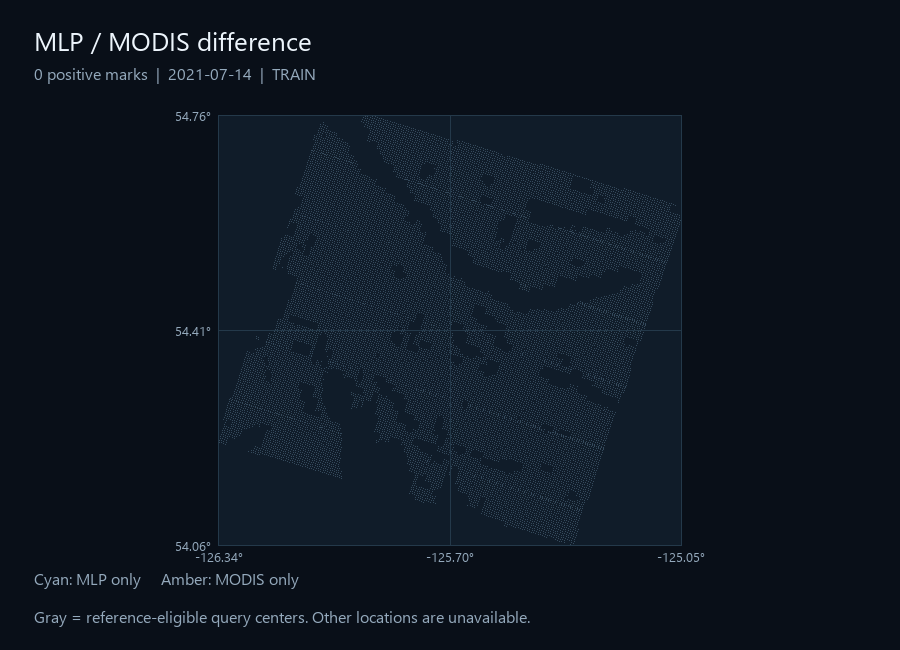 MLP / MODIS difference
0 positive marks | 2021-07-14 | TRAIN
54.76°
54.41°
54.06°
-126.34° -125.70° -125.05°
Cyan: MLP only Amber: MODIS only
Gray = reference-eligible query centers. Other locations are unavailable.